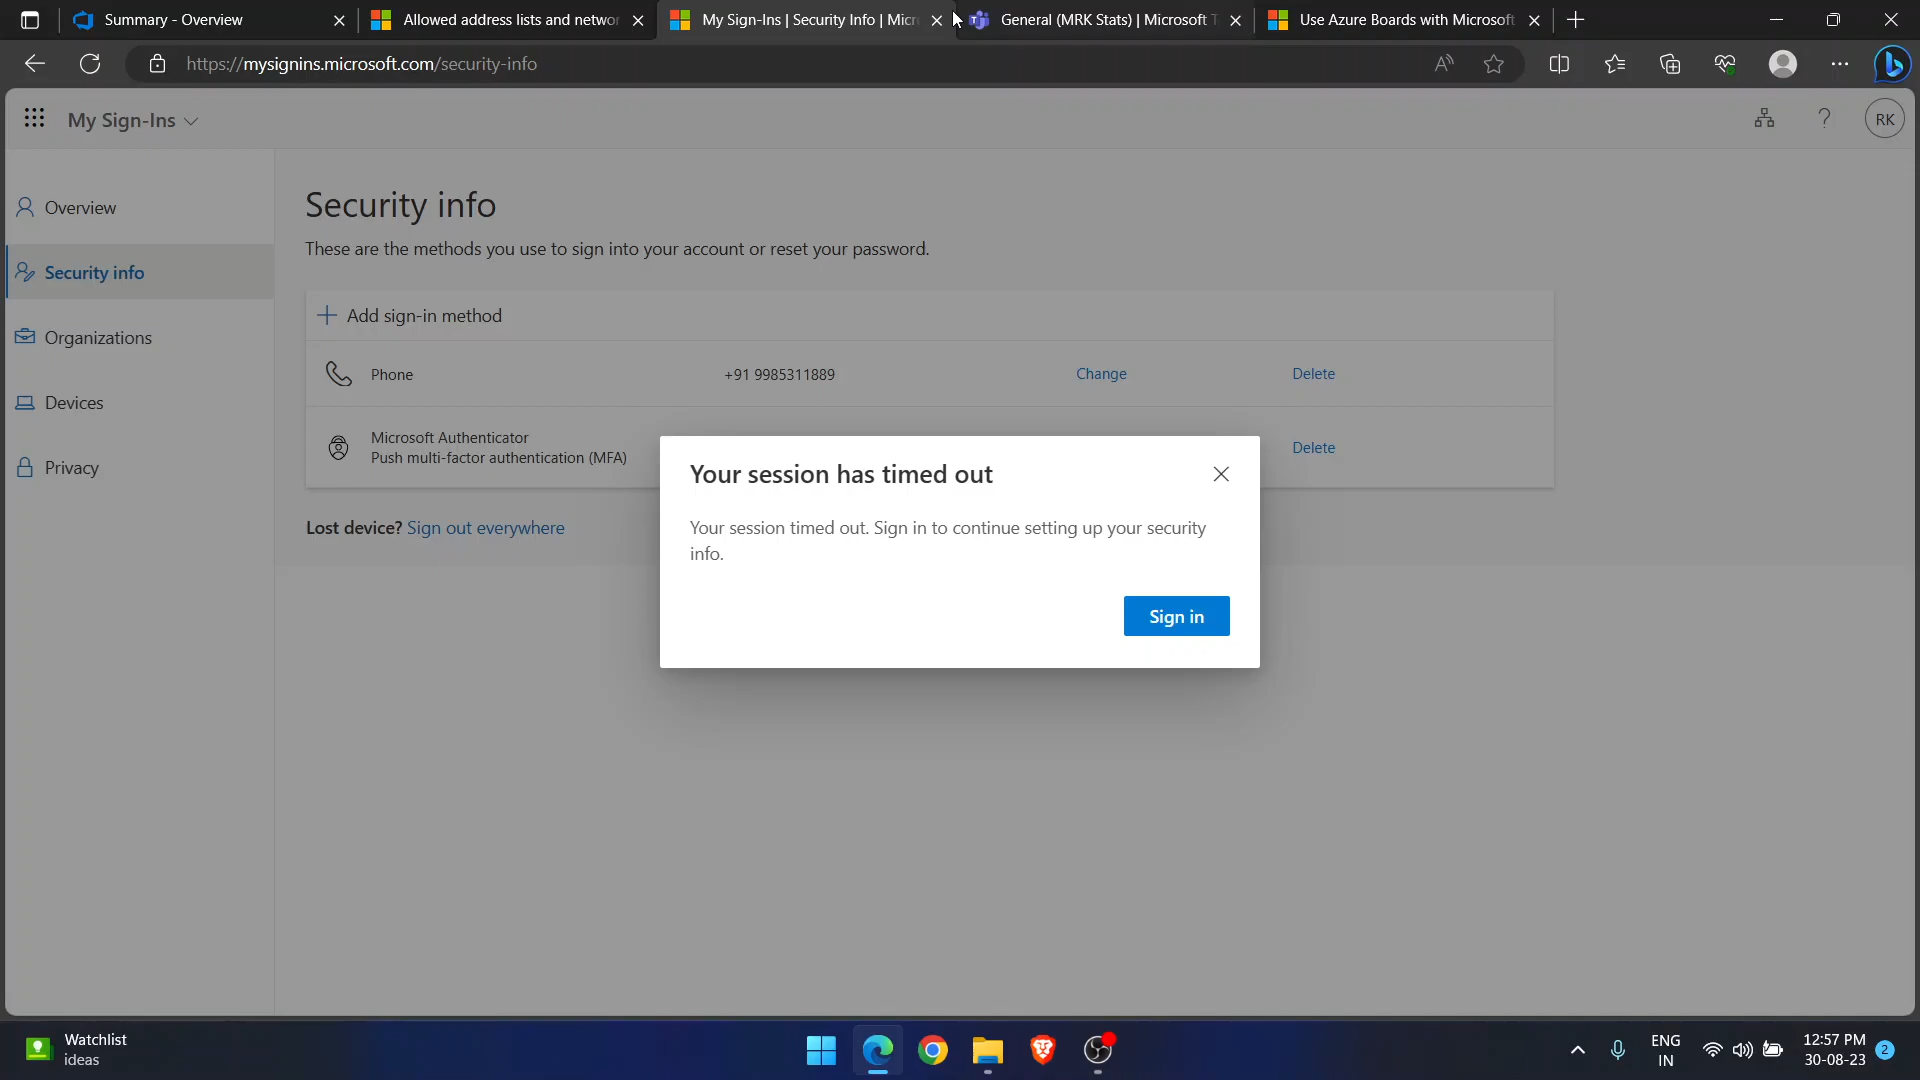 Summary - Overview
Allowed address lists and networ
My Sign-Ins | Security Info | Micr
General (MRK Stats) | Microsoft T
Use Azure Boards with Microsoft
https://mysignins.microsoft.com/security-info
My Sign-Ins
?
RK
Overview
Security info
Organizations
Devices
Privacy
Security info
These are the methods you use to sign into your account or reset your password.
Add sign-in method
Phone
+91 9985311889
Change
Delete
Microsoft Authenticator
Push multi-factor authentication (MFA)
Delete
Lost device? Sign out everywhere
Your session has timed out
Your session timed out. Sign in to continue setting up your security
info.
Sign in
Watchlist
ideas
ENG
IN
12:57 PM
30-08-23
2